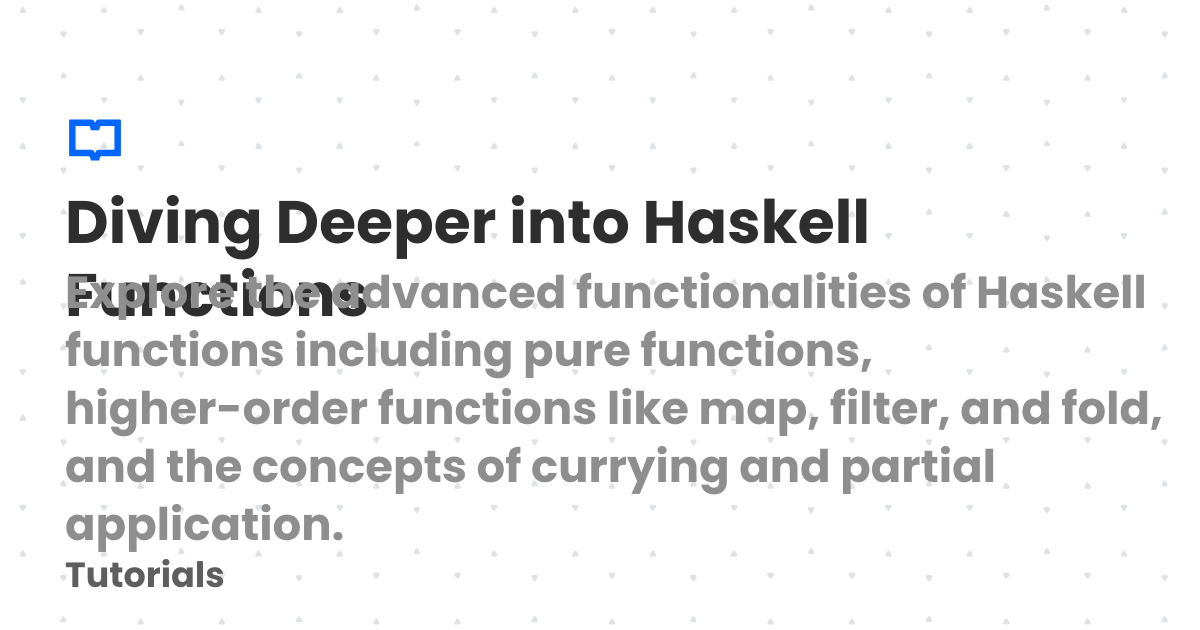 Diving Deeper into Haskell
Functions
Explore the advanced functionalities of Haskell
functions including pure functions,
higher-order functions like map, filter, and fold,
and the concepts of currying and partial
application.
Tutorials